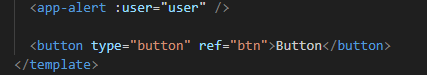 <app-alert :user="user" />
<button type="button" ref="btn">Button</button>
</template>